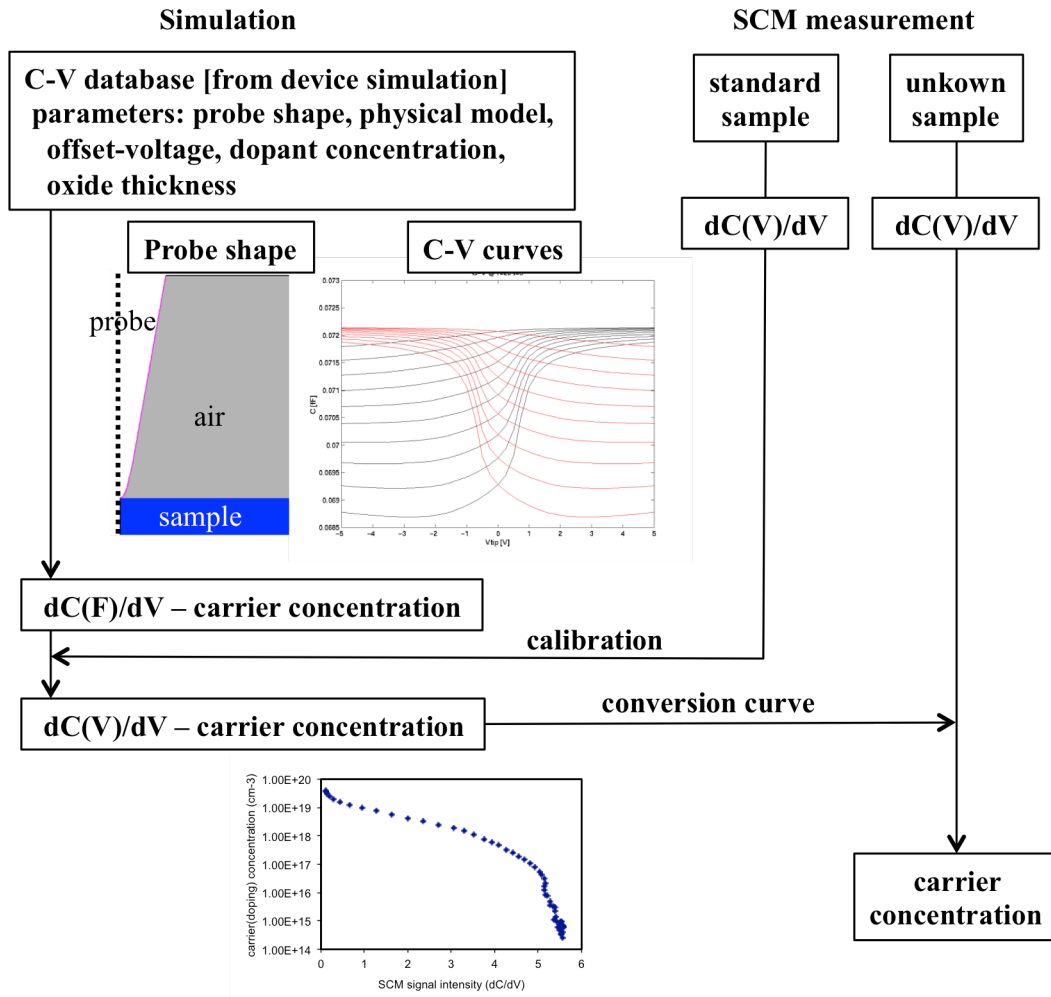 Simulation
SCM measurement
C-V database [from device simulation]
parameters: probe shape, physical model,
offset-voltage, dopant concentration,
oxide thickness
standard
sample
unkown
sample
dC(V)/dV
dC(V)/dV
Probe shape
C-V curves
probe
air
sample
0.073
0.0725
0.072
0.0715
0.071
0.0705
0.07
0.0695
0.069
0.0685
C [fF]
-5
-4
-3
-2
-1
0
1
2
3
4
5
Vtip [V]
dC(F)/dV – carrier concentration
calibration
dC(V)/dV – carrier concentration
conversion curve
carrier(doping) concentration (cm-3)
1.00E+20
1.00E+19
1.00E+18
1.00E+17
1.00E+16
1.00E+15
1.00E+14
0
1
2
3
4
5
6
SCM signal intensity (dC/dV)
carrier
concentration